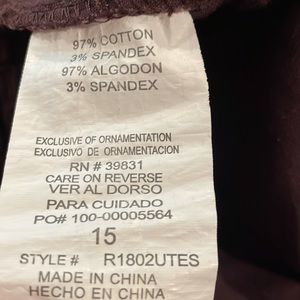 97% COTTON
3% SPANDEX
97% ALGODON
3% SPANDEX
EXCLUSIVE OF ORNAMENTATION
EXCLUSIVO DE ORNAMENTACIÓN
RN # 39831
CARE ON REVERSE
VER AL DORSO
PARA CUIDADO
PO# 100-00005564
15
STYLE # R1802UTES
MADE IN CHINA
HECHO EN CHINA